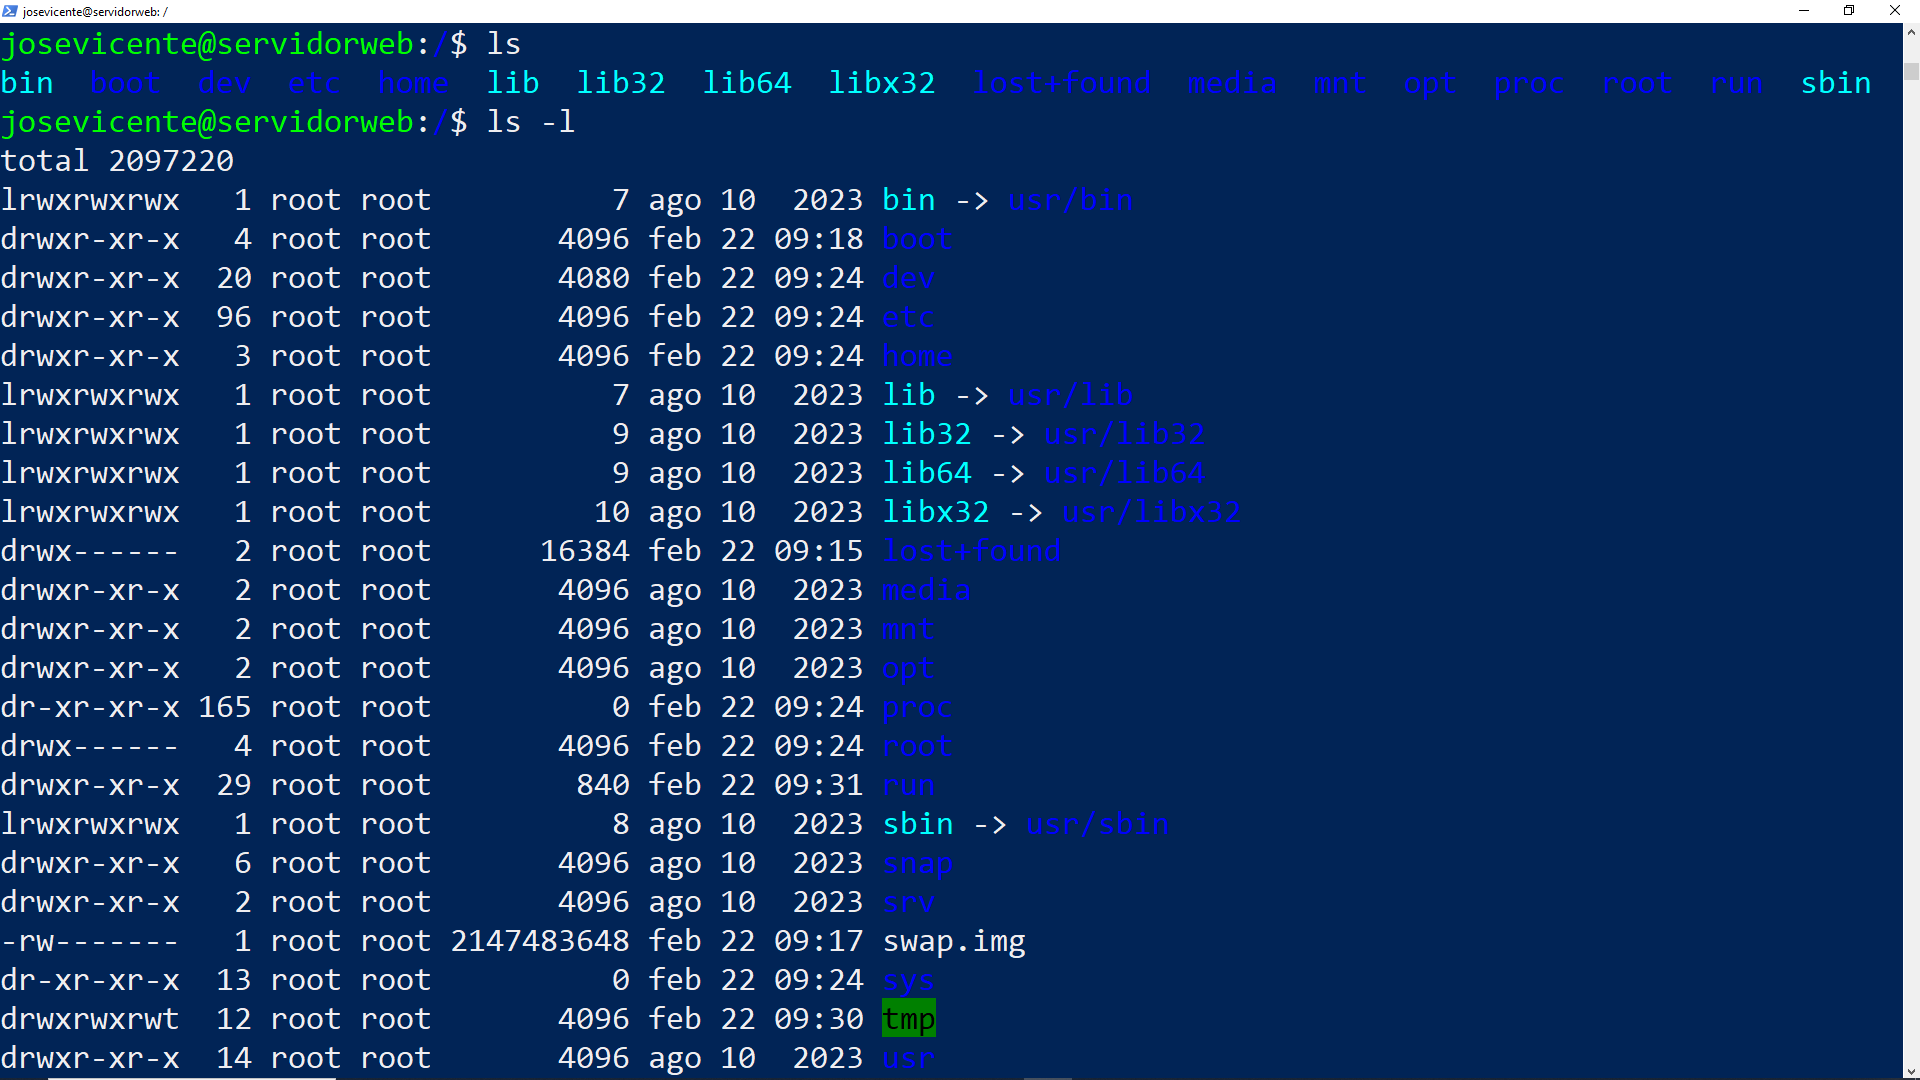 josevicente@servidorweb: /
josevicente@servidorweb:/$ ls
bin  boot  dev  etc  home  lib  lib32  lib64  libx32  lost+found  media  mnt  opt  proc  root  run  sbin
josevicente@servidorweb:/$ ls -l
total 2097220
lrwxrwxrwx   1 root root          7 ago 10  2023 bin -> usr/bin
drwxr-xr-x   4 root root       4096 feb 22 09:18 boot
drwxr-xr-x  20 root root       4080 feb 22 09:24 dev
drwxr-xr-x  96 root root       4096 feb 22 09:24 etc
drwxr-xr-x   3 root root       4096 feb 22 09:24 home
lrwxrwxrwx   1 root root          7 ago 10  2023 lib -> usr/lib
lrwxrwxrwx   1 root root          9 ago 10  2023 lib32 -> usr/lib32
lrwxrwxrwx   1 root root          9 ago 10  2023 lib64 -> usr/lib64
lrwxrwxrwx   1 root root         10 ago 10  2023 libx32 -> usr/libx32
drwx------   2 root root      16384 feb 22 09:15 lost+found
drwxr-xr-x   2 root root       4096 ago 10  2023 media
drwxr-xr-x   2 root root       4096 ago 10  2023 mnt
drwxr-xr-x   2 root root       4096 ago 10  2023 opt
dr-xr-xr-x 165 root root          0 feb 22 09:24 proc
drwx------   4 root root       4096 feb 22 09:24 root
drwxr-xr-x  29 root root        840 feb 22 09:31 run
lrwxrwxrwx   1 root root          8 ago 10  2023 sbin -> usr/sbin
drwxr-xr-x   6 root root       4096 ago 10  2023 snap
drwxr-xr-x   2 root root       4096 ago 10  2023 srv
-rw-------   1 root root 2147483648 feb 22 09:17 swap.img
dr-xr-xr-x  13 root root          0 feb 22 09:24 sys
drwxrwxrwt  12 root root       4096 feb 22 09:30 tmp
drwxr-xr-x  14 root root       4096 ago 10  2023 usr